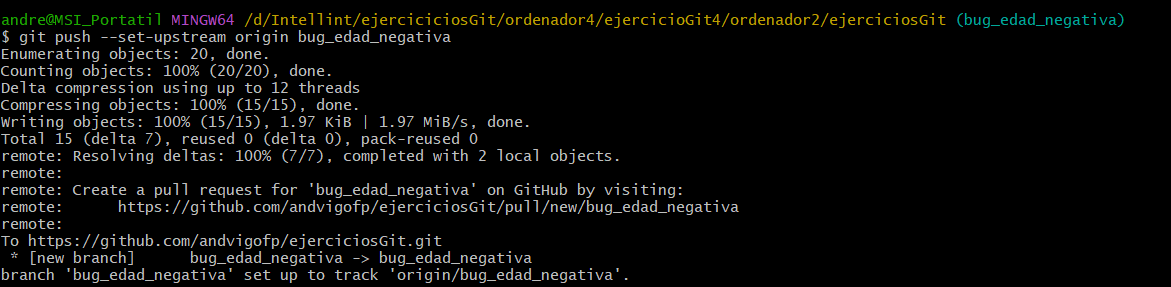 andre@MSI_Portatil MINGW64 /d/Intellint/ejerciciosGit/ordenador4/ejercicioGit4/ordenador2/ejerciosGit (bug_edad_negativa)
$ git push --set-upstream origin bug_edad_negativa
Enumerating objects: 20, done.
Counting objects: 100% (20/20), done.
Delta compression using up to 12 threads
Compressing objects: 100% (15/15), done.
Writing objects: 100% (15/15), 1.97 KiB | 1.97 MiB/s, done.
Total 15 (delta 7), reused 0 (delta 0), pack-reused 0
remote: Resolving deltas: 100% (7/7), completed with 2 local objects.
remote:
remote: Create a pull request for 'bug_edad_negativa' on GitHub by visiting:
remote:      https://github.com/andvigofp/ejerciciosGit/pull/new/bug_edad_negativa
remote:
To https://github.com/andvigofp/ejerciciosGit.git
 * [new branch]      bug_edad_negativa -> bug_edad_negativa
branch 'bug_edad_negativa' set up to track 'origin/bug_edad_negativa'.